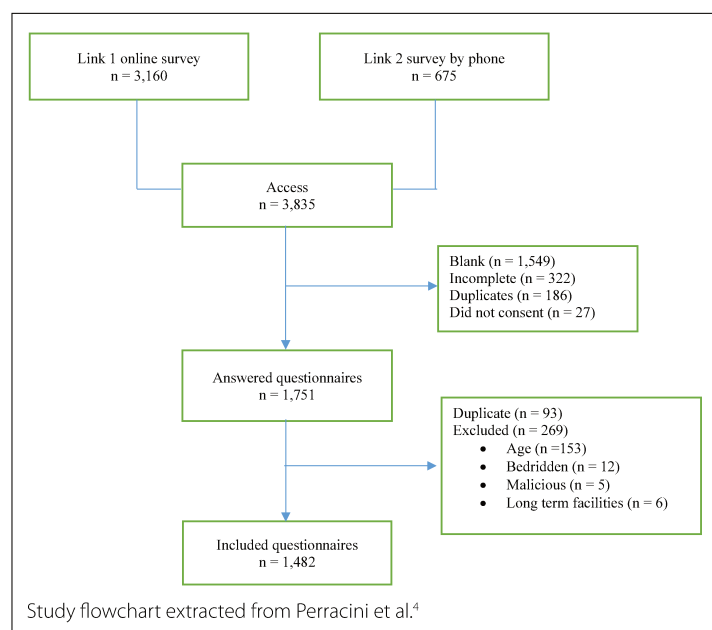 Link 1 online survey
n = 3,160
Link 2 survey by phone
n = 675
Access
n = 3,835
Blank (n = 1,549)
Incomplete (n = 322)
Duplicates (n = 186)
Did not consent (n = 27)
Answered questionnaires
n = 1,751
Duplicate (n = 93)
Excluded (n = 269)
• Age (n =153)
• Bedridden (n = 12)
• Malicious (n = 5)
• Long term facilities (n = 6)
Included questionnaires
n = 1,482
Study flowchart extracted from Perracini et al.⁴